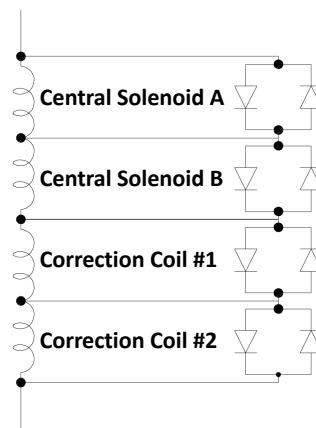 Central Solenoid A
Central Solenoid B
Correction Coil #1
Correction Coil #2